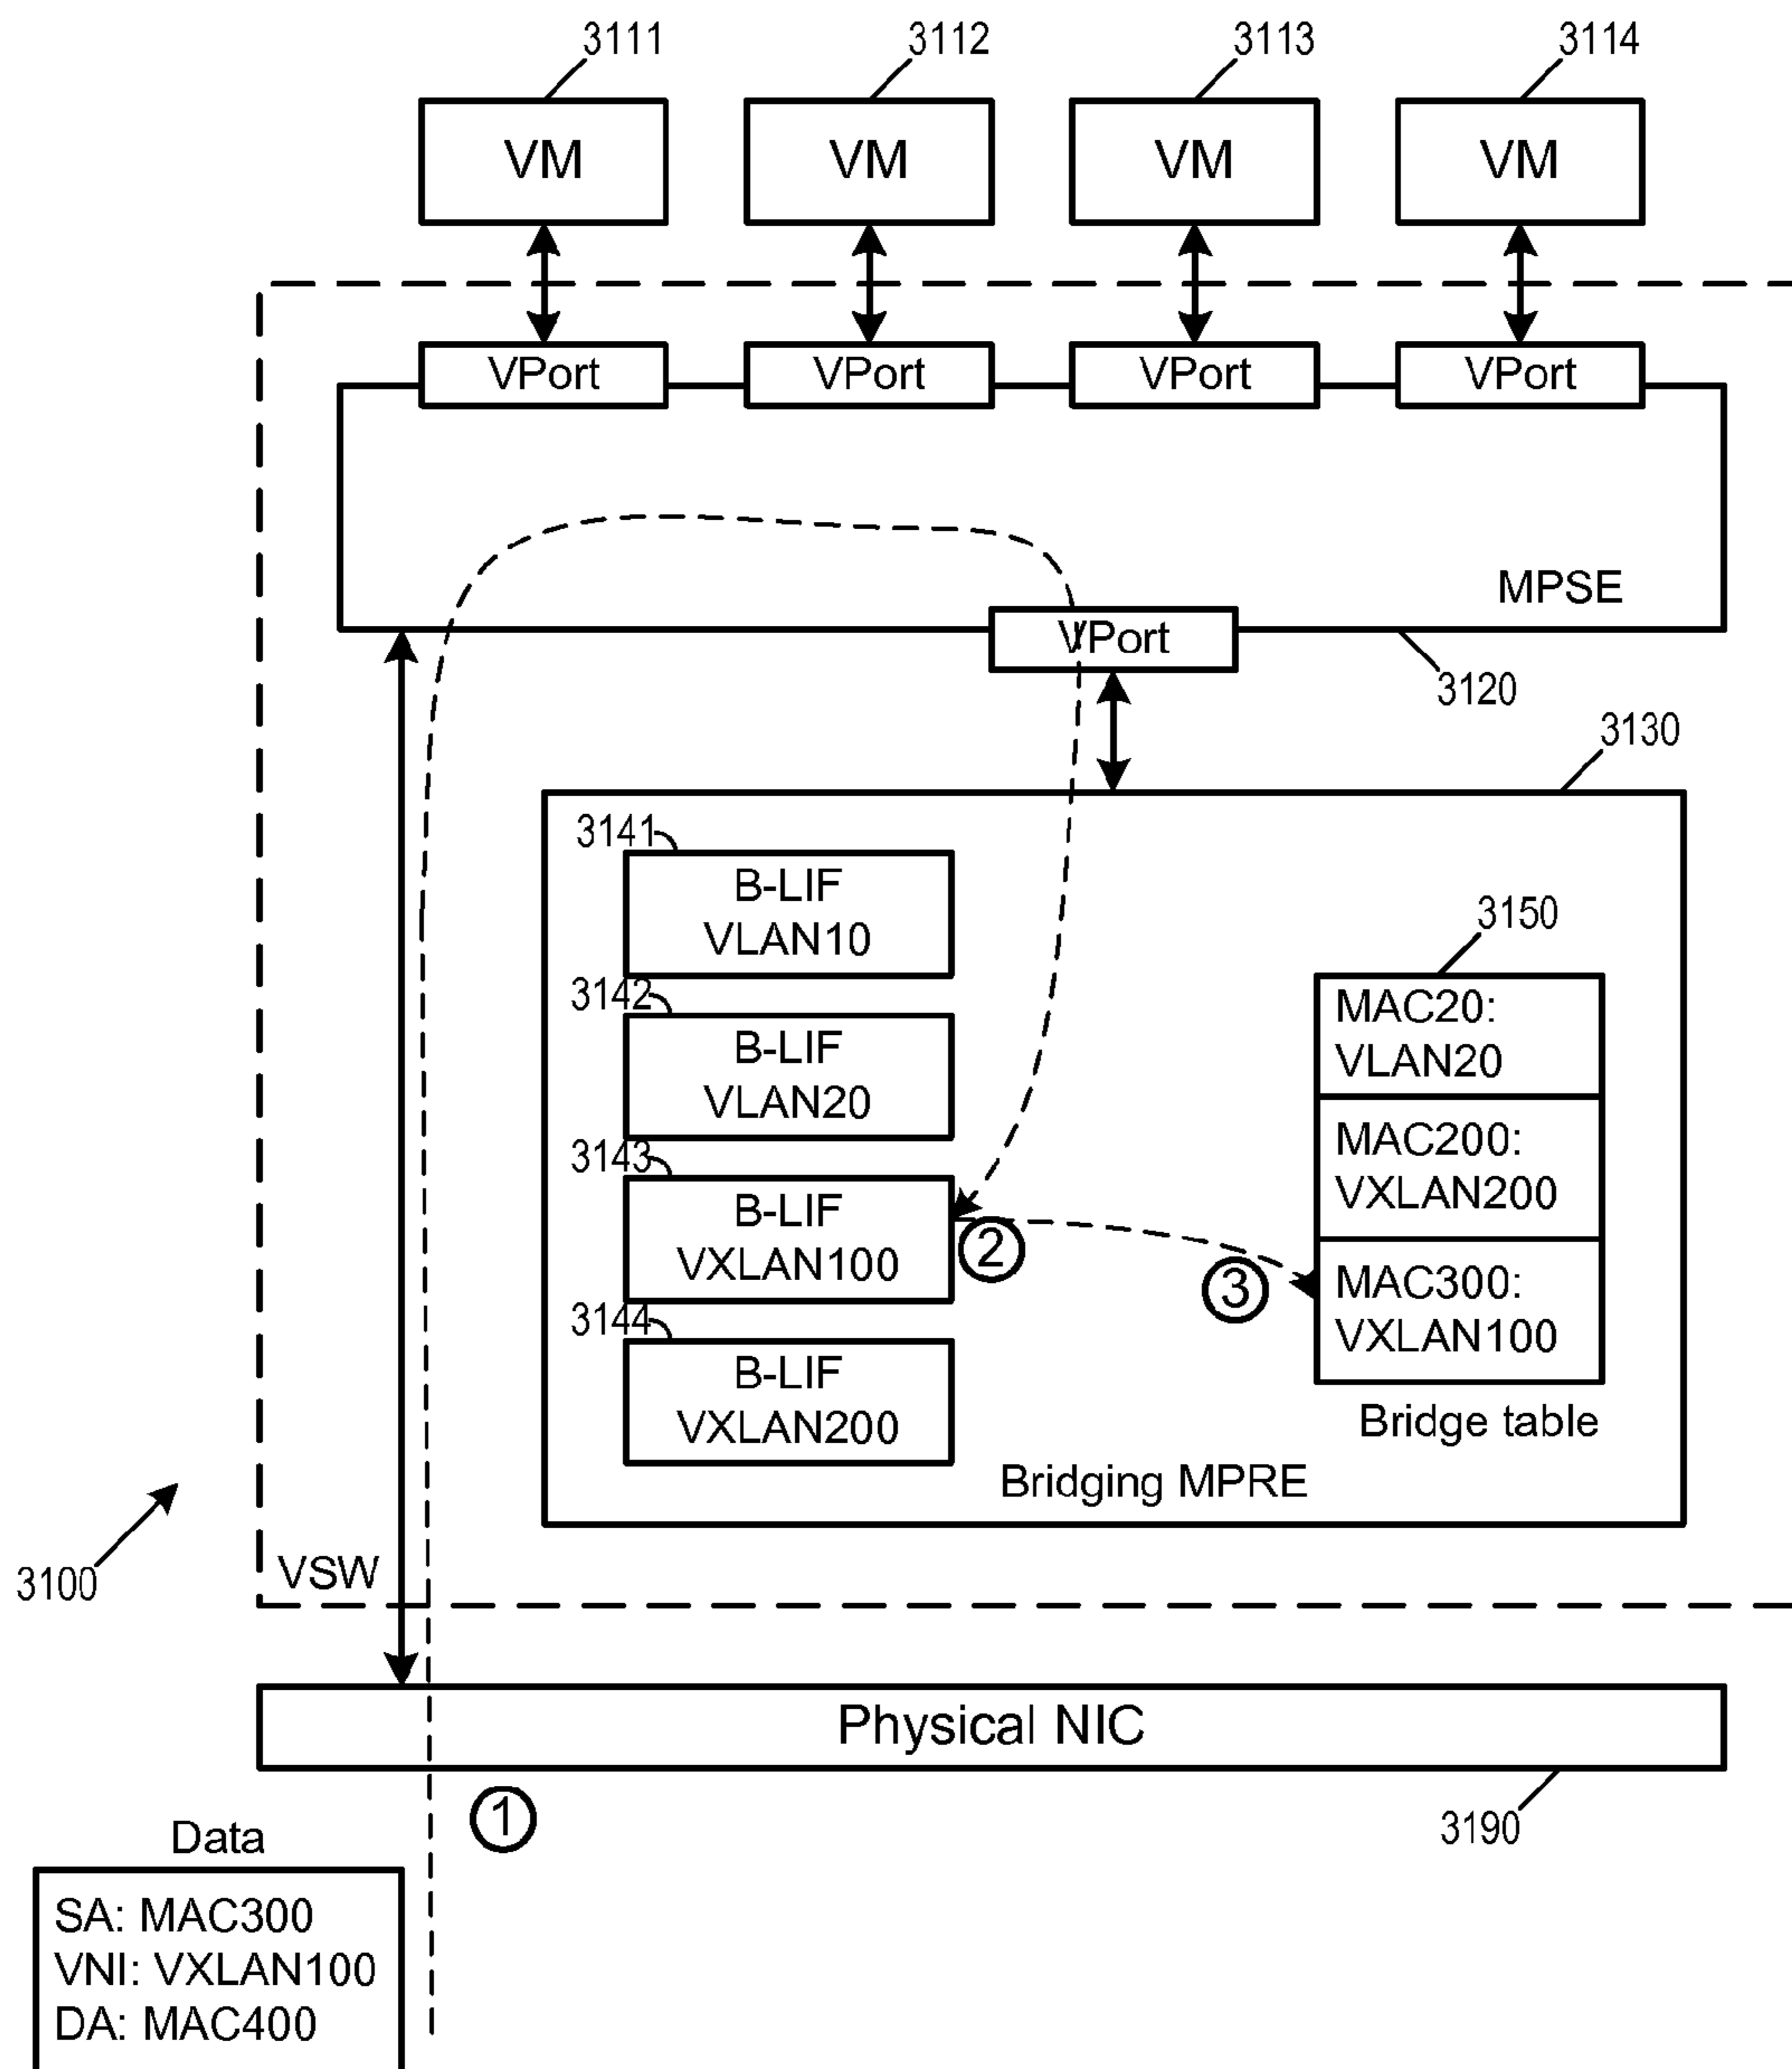 3111
3112
3113
3114
VM
VM
VM
VM
VPort
VPort
VPort
VPort
MPSE
VPort
3120
3130
3141
B-LIF
VLAN10
3150
3142
MAC20:
VLAN20
B-LIF
VLAN20
MAC200:
VXLAN200
3143
B-LIF
VXLAN100
2
3
MAC300:
VXLAN100
3144
B-LIF
VXLAN200
Bridge table
Bridging MPRE
3100
VSW
Physical NIC
1
3190
Data
SA: MAC300
VNI: VXLAN100
DA: MAC400